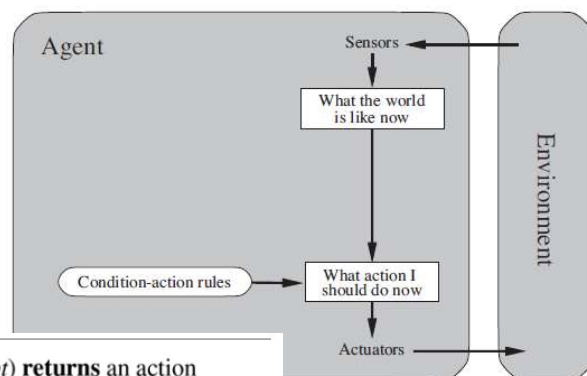 Agent
Sensors
What the world
is like now
Environment
Condition-action rules
What action I
should do now
Actuators
) returns an action